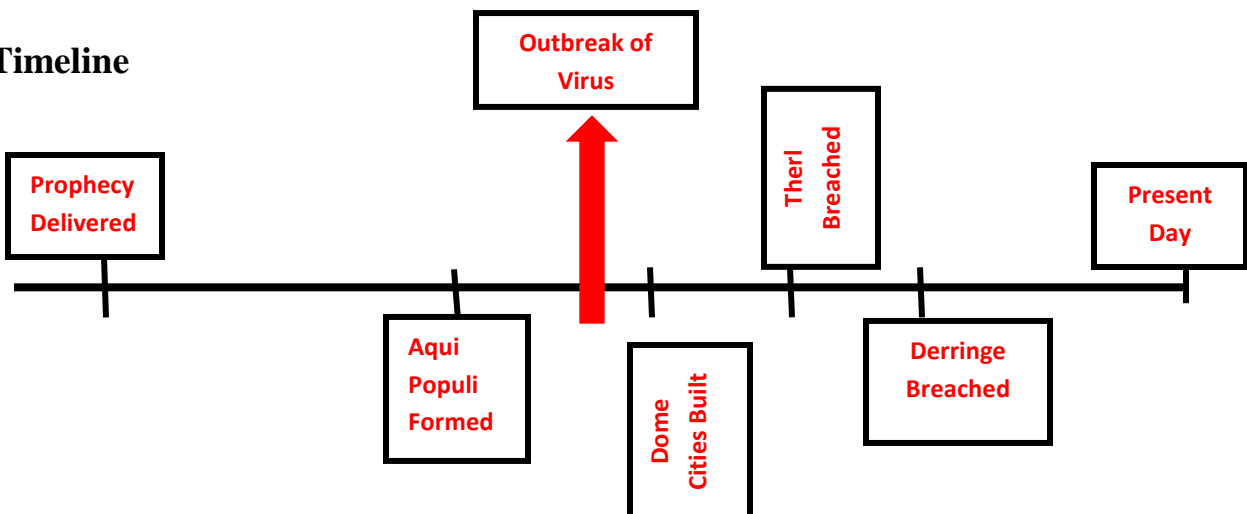 Timeline
Outbreak of
Virus
Prophecy
Delivered
Therl
Breached
Present
Day
Aqui
Populi
Formed
Dome
Cities Built
Derringe
Breached